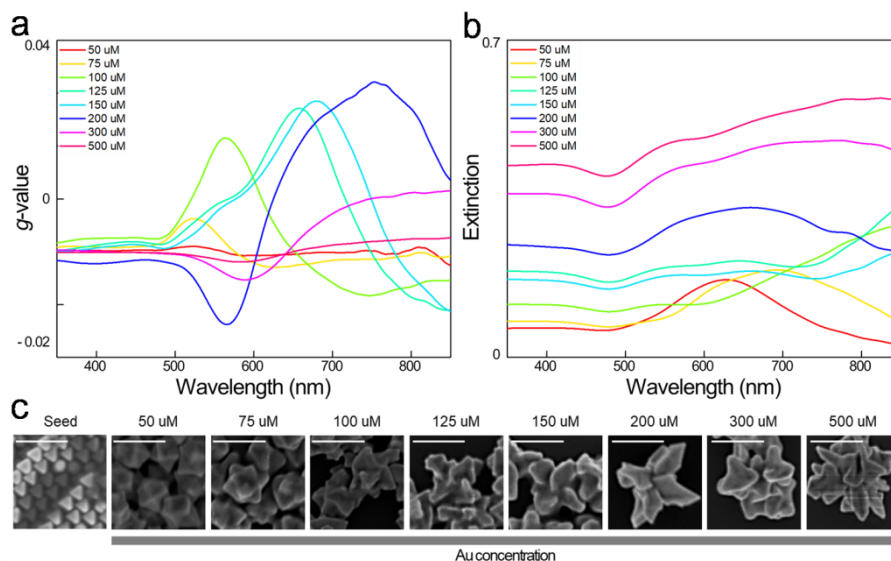 a
0.04
0
-0.02
g-value
50 uM
75 uM
100 uM
125 uM
150 uM
200 uM
300 uM
500 uM
400 500 600 700 800
Wavelength (nm)
b
0.7
0
Extinction
50 uM
75 uM
100 uM
125 uM
150 uM
200 uM
300 uM
500 uM
400 500 600 700 800
Wavelength (nm)
c
Seed 50 uM 75 uM 100 uM 125 uM 150 uM 200 uM 300 uM 500 uM
Au concentration